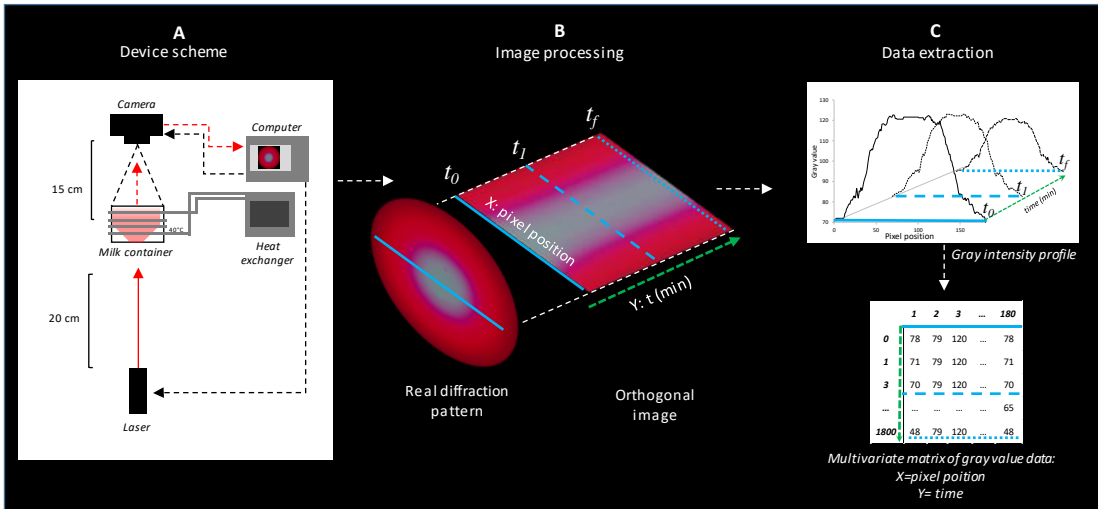 A
Device scheme
Camera
Computer
15 cm
40°C
Milk container
Heat
exchanger
20 cm
Laser
B
Image processing
t0
t1
tf
X: pixel position
Y: t (min)
Real diffraction
pattern
Orthogonal
image
C
Data extraction
Gray value
130
120
110
100
90
80
70
0 50 100 150
Pixel position
t0
t1
tf
time (min)
Gray intensity profile
1 2 3 ... 180
0 78 79 120 ... 78
1 71 79 120 ... 71
3 70 79 120 ... 70
... ... ... ... 65
1800 48 79 120 ... 48
Multivariate matrix of gray value data:
X=pixel poition
Y= time